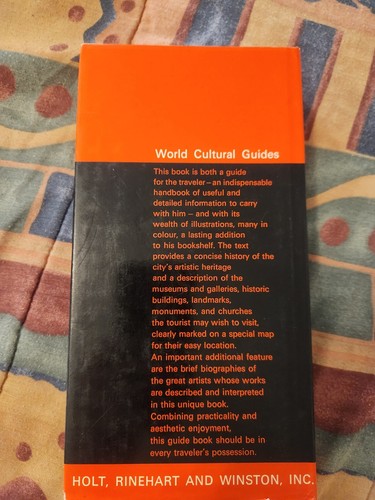 World Cultural Guides
This book is both a guide
for the traveler – an indispensable
handbook of useful and
detailed information to carry
with him – and with its
wealth of illustrations, many in
colour, a lasting addition
to his bookshelf. The text
provides a concise history of the
city's artistic heritage
and a description of the
museums and galleries, historic
buildings, landmarks,
monuments, and churches
the tourist may wish to visit,
clearly marked on a special map
for their easy location.
An important additional feature
are the brief biographies of
the great artists whose works
are described and interpreted
in this unique book.
Combining practicality and
aesthetic enjoyment,
this guide book should be in
every traveler's possession.
HOLT, RINEHART AND WINSTON, INC.